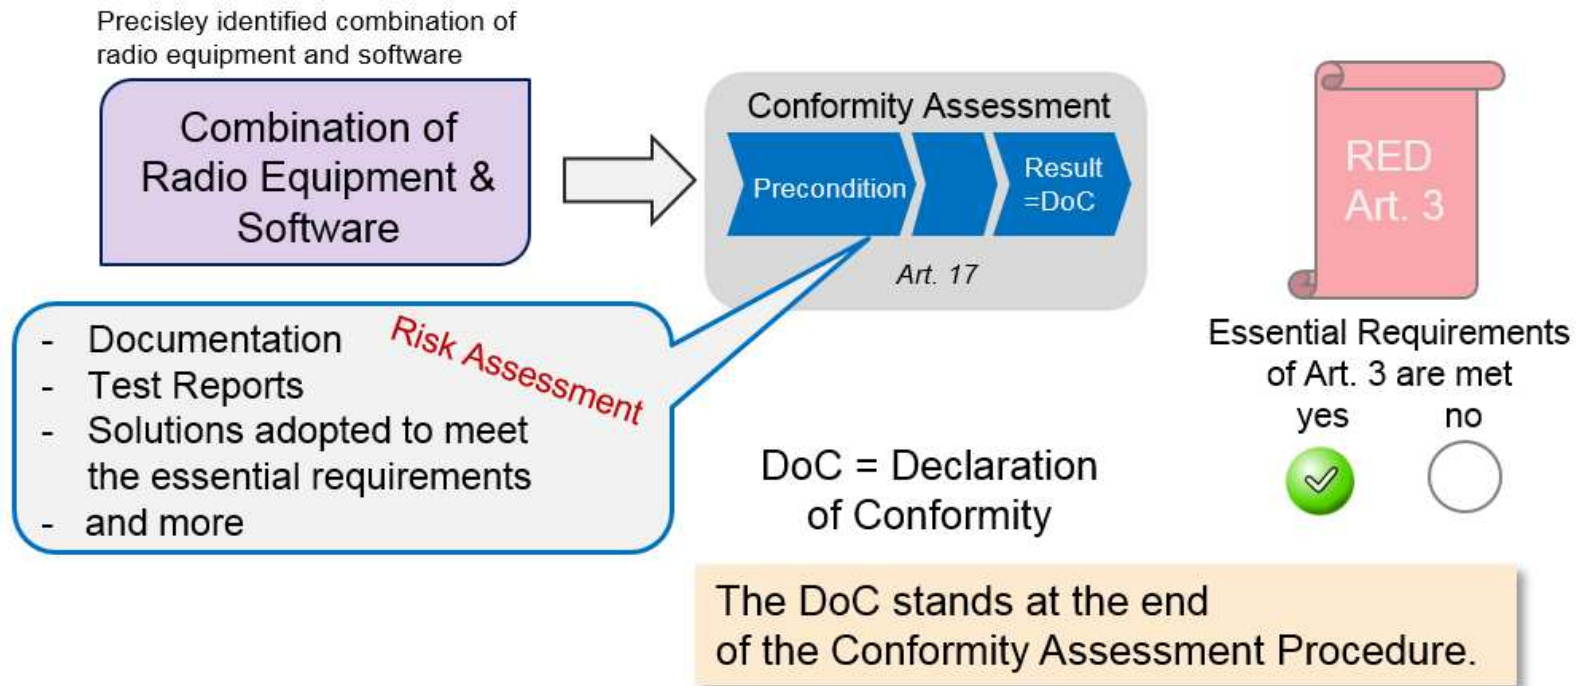 Precisley identified combination of
radio equipment and software
Combination of
Radio Equipment &
Software
Conformity Assessment
Precondition
Result
=DoC
Art. 17
RED
Art. 3
Essential Requirements
of Art. 3 are met
yes no
- Documentation
- Test Reports
- Solutions adopted to meet
the essential requirements
- and more
Risk Assessment
DoC = Declaration
of Conformity
The DoC stands at the end
of the Conformity Assessment Procedure.